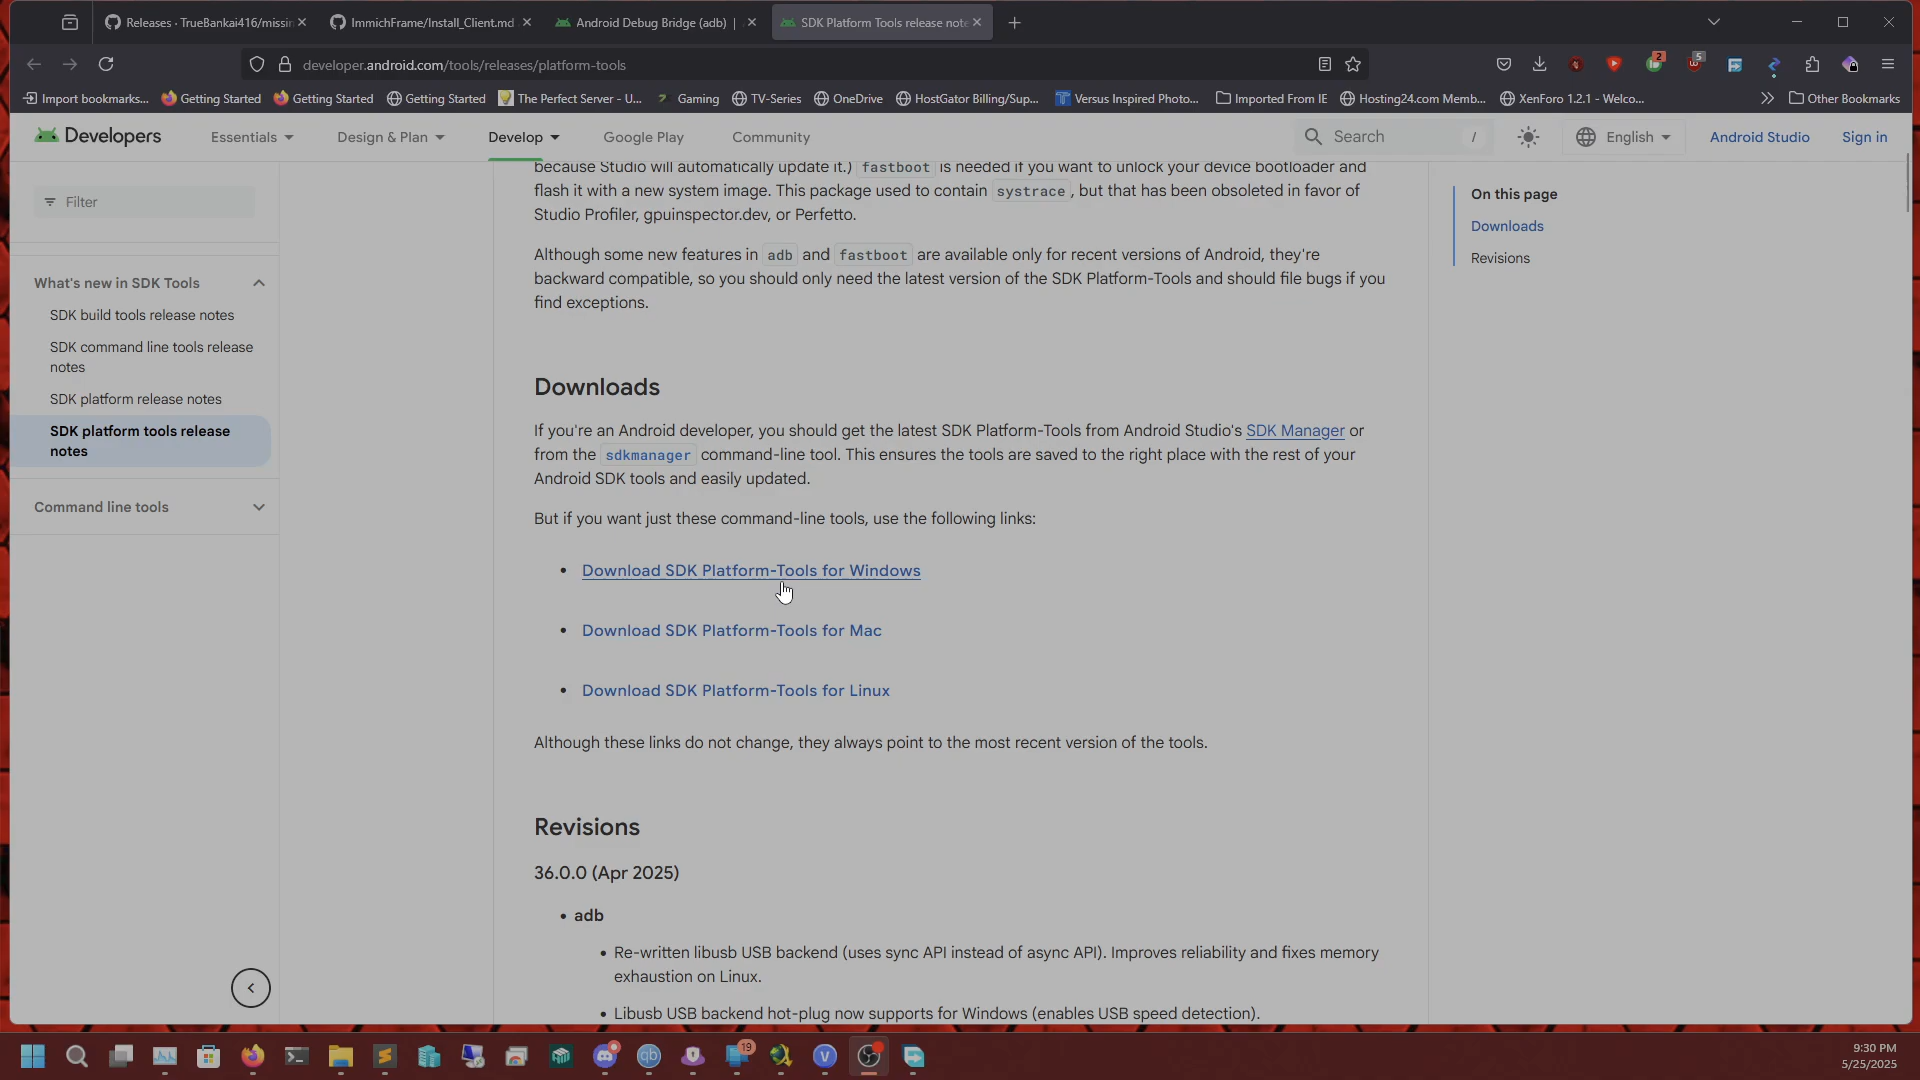 Releases · TrueBankai416/missin
ImmichFrame/Install_Client.md
Android Debug Bridge (adb) |
SDK Platform Tools release note
developer.android.com/tools/releases/platform-tools
2
5
Import bookmarks...
Getting Started
Getting Started
Getting Started
The Perfect Server - U...
Gaming
TV-Series
OneDrive
HostGator Billing/Sup...
Versus Inspired Photo...
Imported From IE
Hosting24.com Memb...
XenForo 1.2.1 - Welco...
Other Bookmarks
Developers
Essentials
Design & Plan
Develop
Google Play
Community
Search
/
English
Android Studio
Sign in
Filter
What's new in SDK Tools
SDK build tools release notes
SDK command line tools release
notes
SDK platform release notes
SDK platform tools release
notes
Command line tools
because Studio will automatically update it.) fastboot is needed if you want to unlock your device bootloader and
flash it with a new system image. This package used to contain systrace, but that has been obsoleted in favor of
Studio Profiler, gpuinspector.dev, or Perfetto.
Although some new features in adb and fastboot are available only for recent versions of Android, they're
backward compatible, so you should only need the latest version of the SDK Platform-Tools and should file bugs if you
find exceptions.
Downloads
If you're an Android developer, you should get the latest SDK Platform-Tools from Android Studio's SDK Manager or
from the sdkmanager command-line tool. This ensures the tools are saved to the right place with the rest of your
Android SDK tools and easily updated.
But if you want just these command-line tools, use the following links:
• Download SDK Platform-Tools for Windows
• Download SDK Platform-Tools for Mac
• Download SDK Platform-Tools for Linux
Although these links do not change, they always point to the most recent version of the tools.
Revisions
36.0.0 (Apr 2025)
• adb
• Re-written libusb USB backend (uses sync API instead of async API). Improves reliability and fixes memory
exhaustion on Linux.
• Libusb USB backend hot-plug now supports for Windows (enables USB speed detection).
On this page
Downloads
Revisions
qb
19
V
9:30 PM
5/25/2025